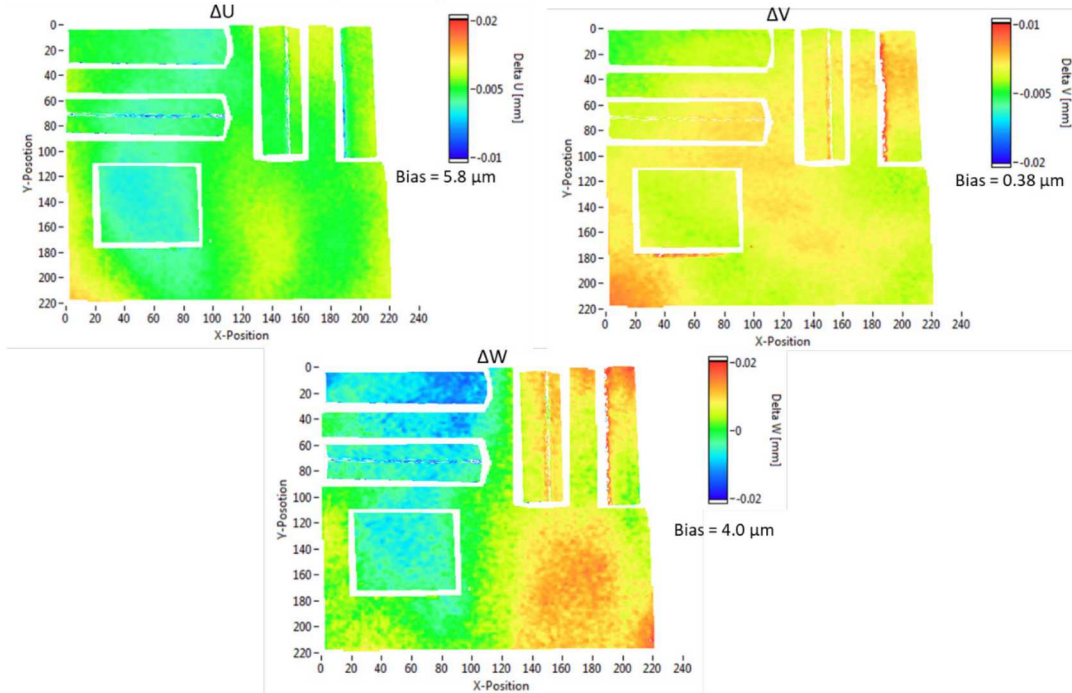 ΔU
0
20
40
60
80
100
120
140
160
180
200
220
Y-Posotion
0 20 40 60 80 100 120 140 160 180 200 220 240
X-Position
0.02
0.005
-0.01
Delta U [mm]
Bias = 5.8 μm
ΔV
0
20
40
60
80
100
120
140
160
180
200
220
Y-Posotion
0 20 40 60 80 100 120 140 160 180 200 220 240
X-Position
0.01
-0.005
-0.02
Delta V [mm]
Bias = 0.38 μm
ΔW
0
20
40
60
80
100
120
140
160
180
200
220
Y-Posotion
0 20 40 60 80 100 120 140 160 180 200 220 240
X-Position
0.02
0
-0.02
Delta W [mm]
Bias = 4.0 μm